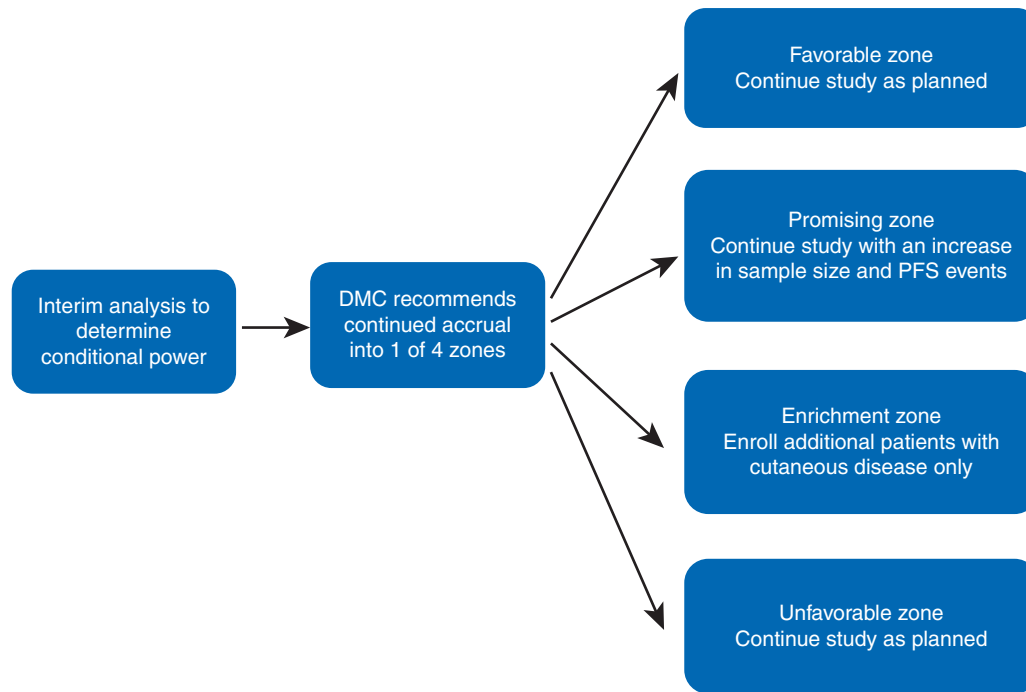 Interim analysis to
determine
conditional power
DMC recommends
continued accrual
into 1 of 4 zones
Favorable zone
Continue study as planned
Promising zone
Continue study with an increase
in sample size and PFS events
Enrichment zone
Enroll additional patients with
cutaneous disease only
Unfavorable zone
Continue study as planned